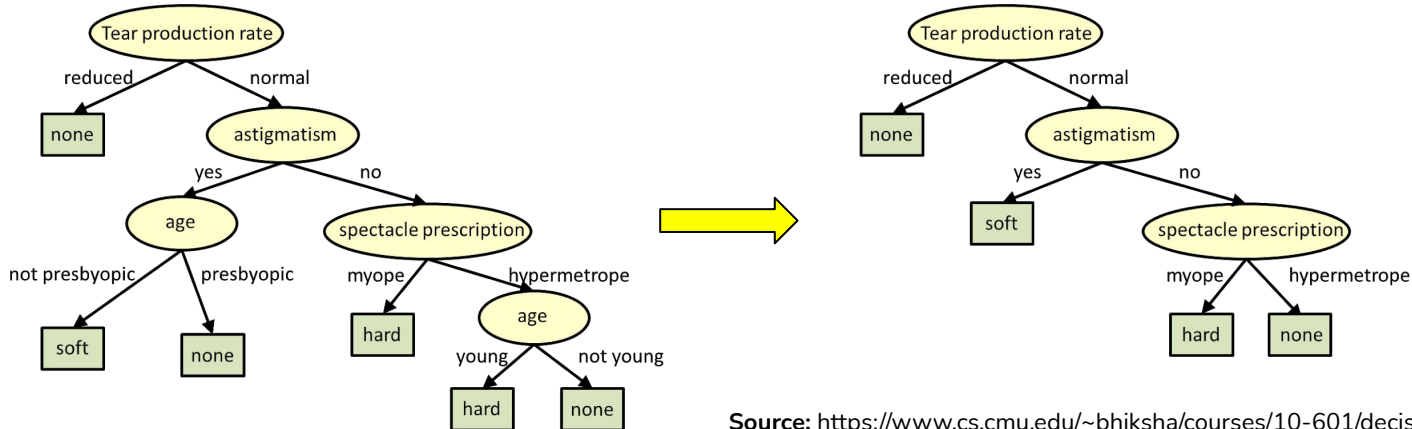 Tear production rate
reduced
normal
none
astigmatism
yes
no
age
spectacle prescription
not presbyopic
presbyopic
myope
hypermetrope
soft
none
hard
age
young
not young
hard
none
Tear production rate
reduced
normal
none
astigmatism
yes
no
soft
spectacle prescription
myope
hypermetrope
hard
none
Source: https://www.cs.cmu.edu/~bhiksha/courses/10-601/decis